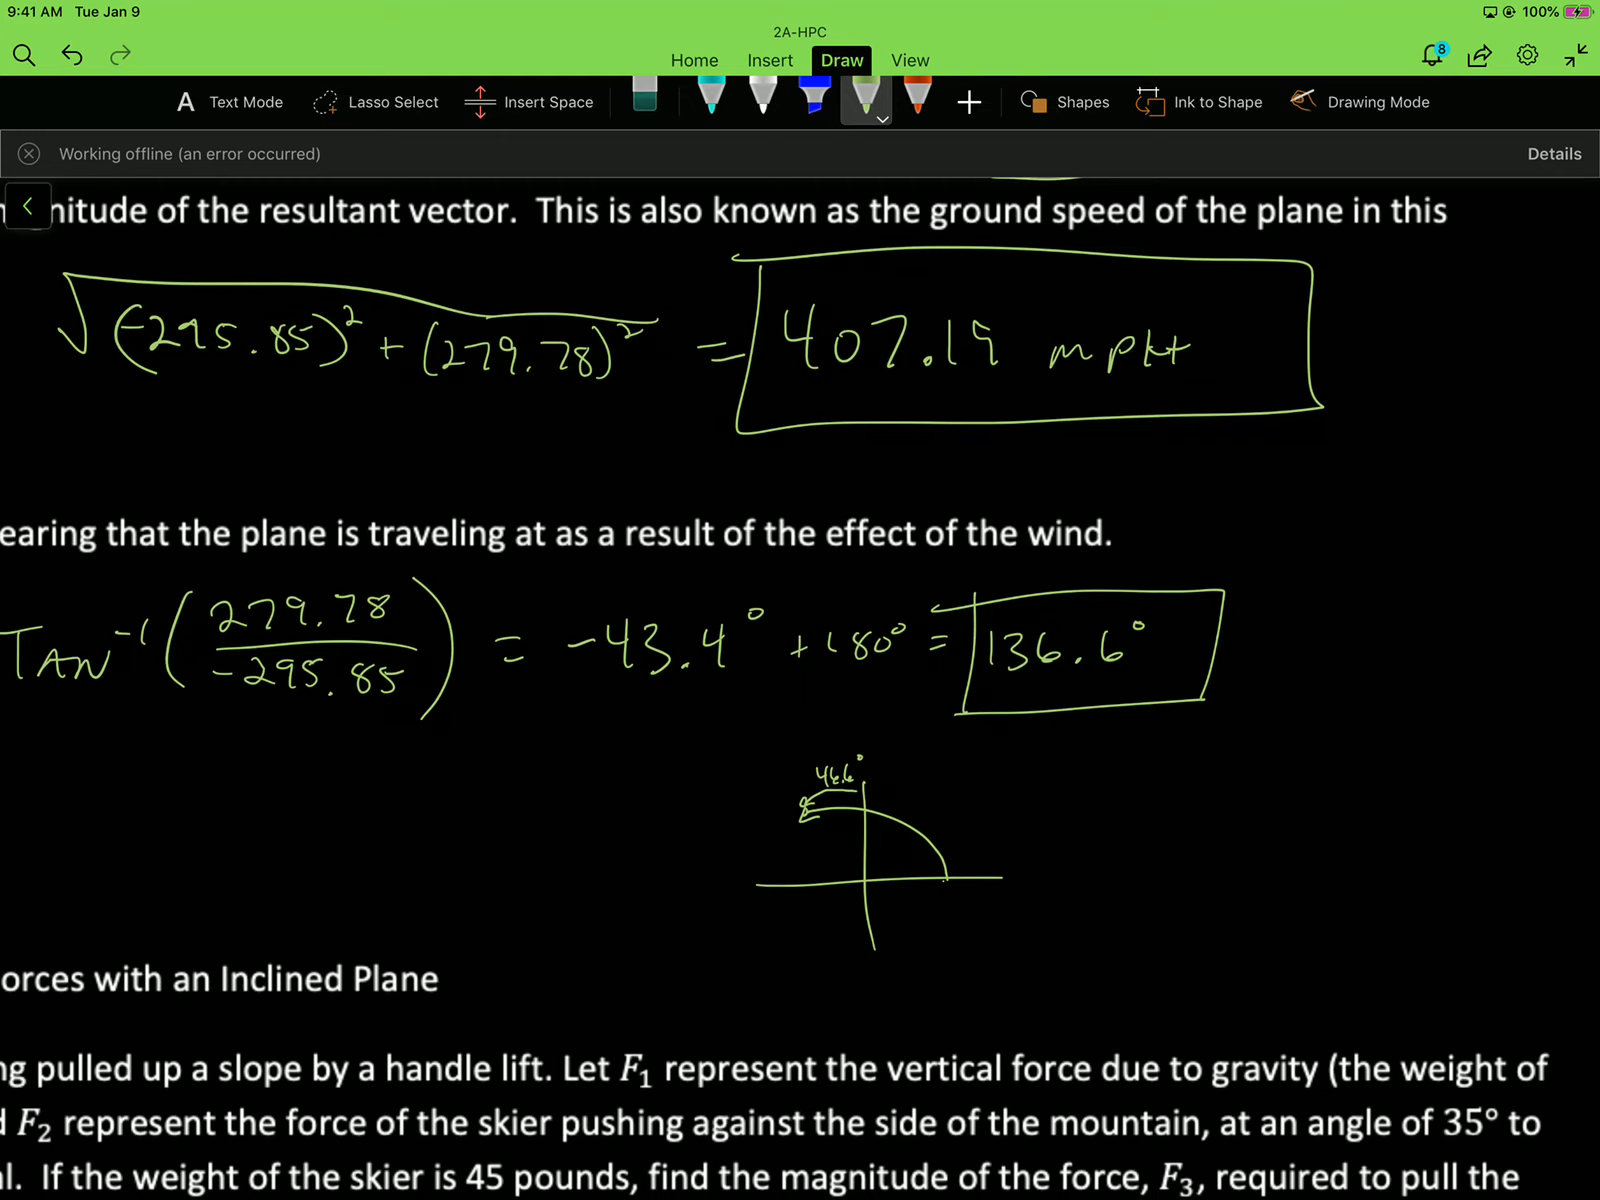 9:41 AM Tue Jan 9
100%
2A-HPC
Home Insert Draw View
8
A Text Mode Lasso Select Insert Space Shapes Ink to Shape Drawing Mode
Working offline (an error occurred) Details
nitude of the resultant vector. This is also known as the ground speed of the plane in this
√(-295.85)² + (279.78)² = 407.19
earing that the plane is traveling at as a result of the effect of the wind.
TAN⁻¹(279.78/-295.85) = -43.4° +180° = 136.6°
46.6°
orces with an Inclined Plane
ng pulled up a slope by a handle lift. Let F₁ represent the vertical force due to gravity (the weight of
d F₂ represent the force of the skier pushing against the side of the mountain, at an angle of 35° to
l. If the weight of the skier is 45 pounds, find the magnitude of the force, F₃, required to pull the